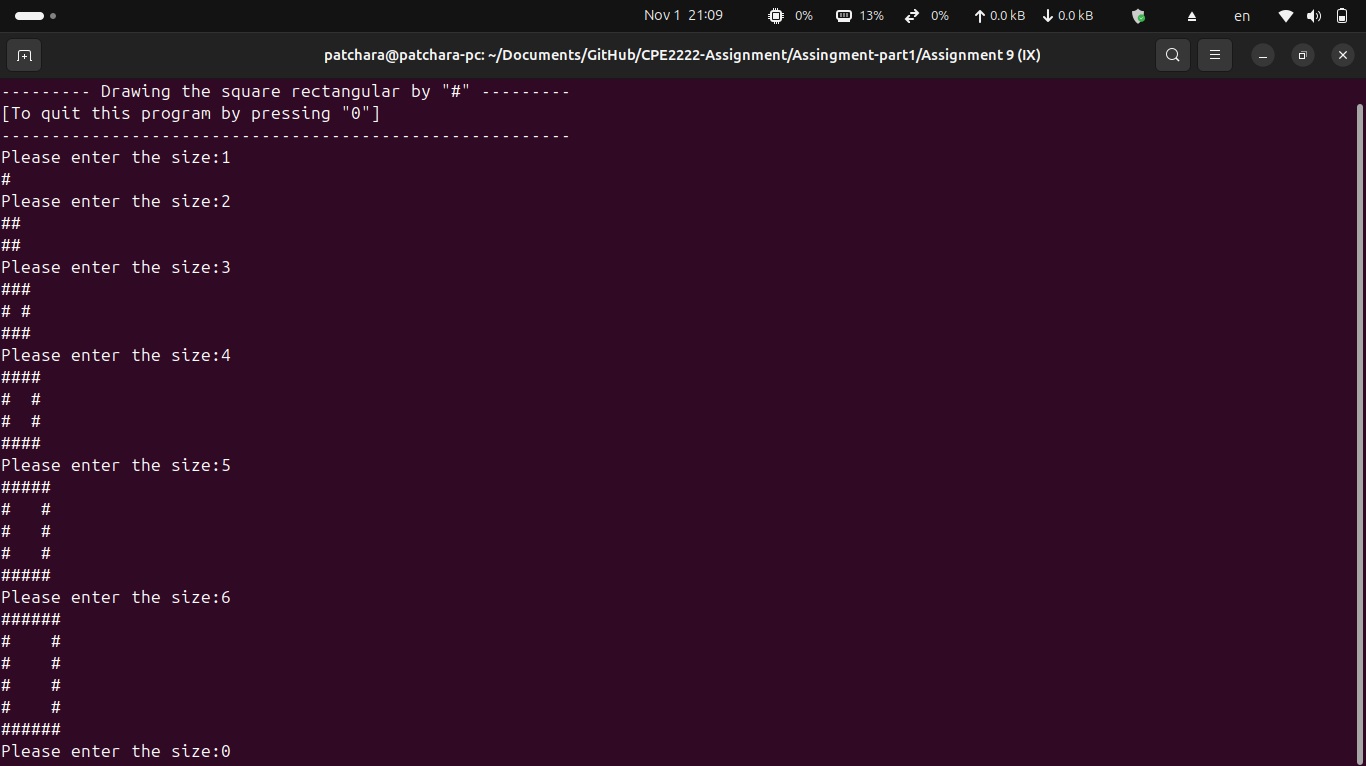 Nov 1 21:09 0% 13% 0% 0.0 kB 0.0 kB en
patchara@patchara-pc: ~/Documents/GitHub/CPE2222-Assignment/Assingment-part1/Assignment 9 (IX)
--------- Drawing the square rectangular by "#" ---------
[To quit this program by pressing "0"]
---------------------------------------------------------
Please enter the size:1
#
Please enter the size:2
##
##
Please enter the size:3
###
# #
###
Please enter the size:4
####
#  #
#  #
####
Please enter the size:5
#####
#   #
#   #
#   #
#####
Please enter the size:6
######
#    #
#    #
#    #
#    #
######
Please enter the size:0